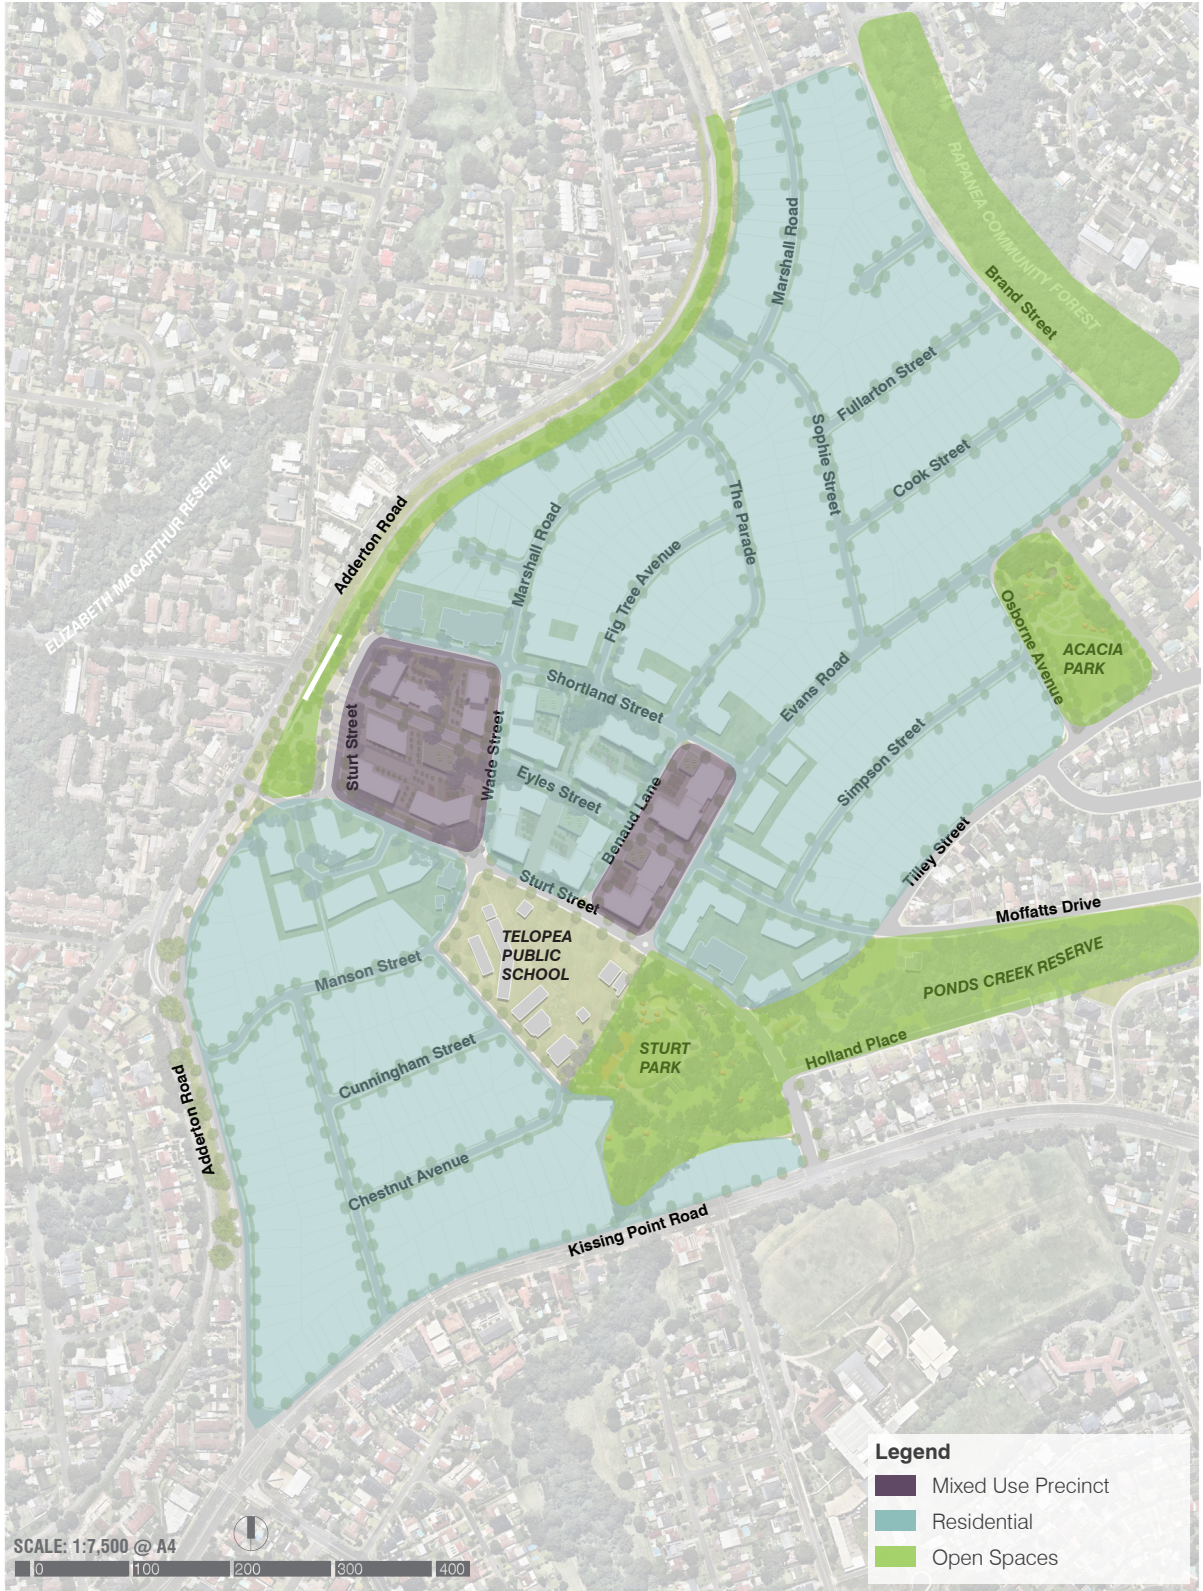 RAPANEA COMMUNITY FOREST
Brand Street
Marshall Road
Fullarton Street
Sophie Street
Cook Street
The Parade
ELIZABETH MACARTHUR RESERVE
Adderton Road
Marshall Road
Fig Tree Avenue
Osborne Avenue
ACACIA
PARK
Shortland Street
Evans Road
Sturt Street
Wade Street
Eyles Street
Benaud Lane
Simpson Street
Tilley Street
Sturt Street
Moffatts Drive
TELOPEA
PUBLIC
SCHOOL
PONDS CREEK RESERVE
Manson Street
STURT
PARK
Holland Place
Cunningham Street
Adderton Road
Chestnut Avenue
Kissing Point Road
Legend
Mixed Use Precinct
Residential
Open Spaces
SCALE: 1:7,500 @ A4
0 100 200 300 400